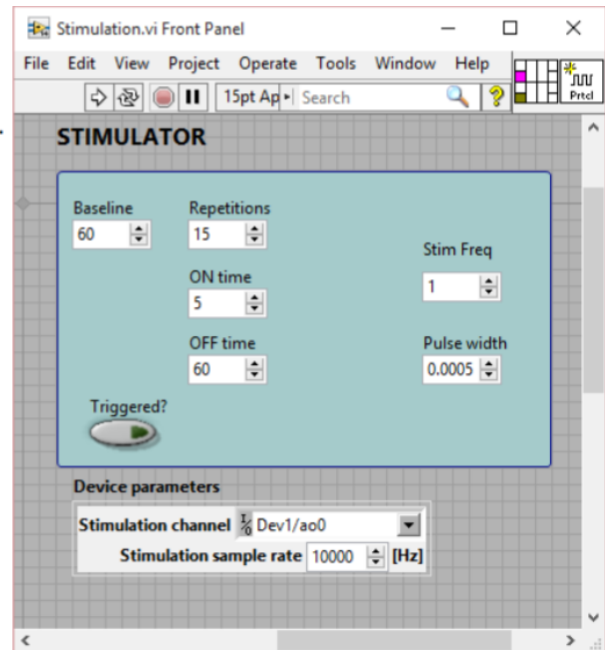 Stimulation.vi Front Panel
File Edit View Project Operate Tools Window Help
15pt Ap Search
Prtcl
STIMULATOR
Baseline Repetitions
60 15
Stim Freq
ON time
1
5
OFF time Pulse width
60 0.0005
Triggered?
Device parameters
Stimulation channel I/O Dev1/ao0
Stimulation sample rate 10000 [Hz]